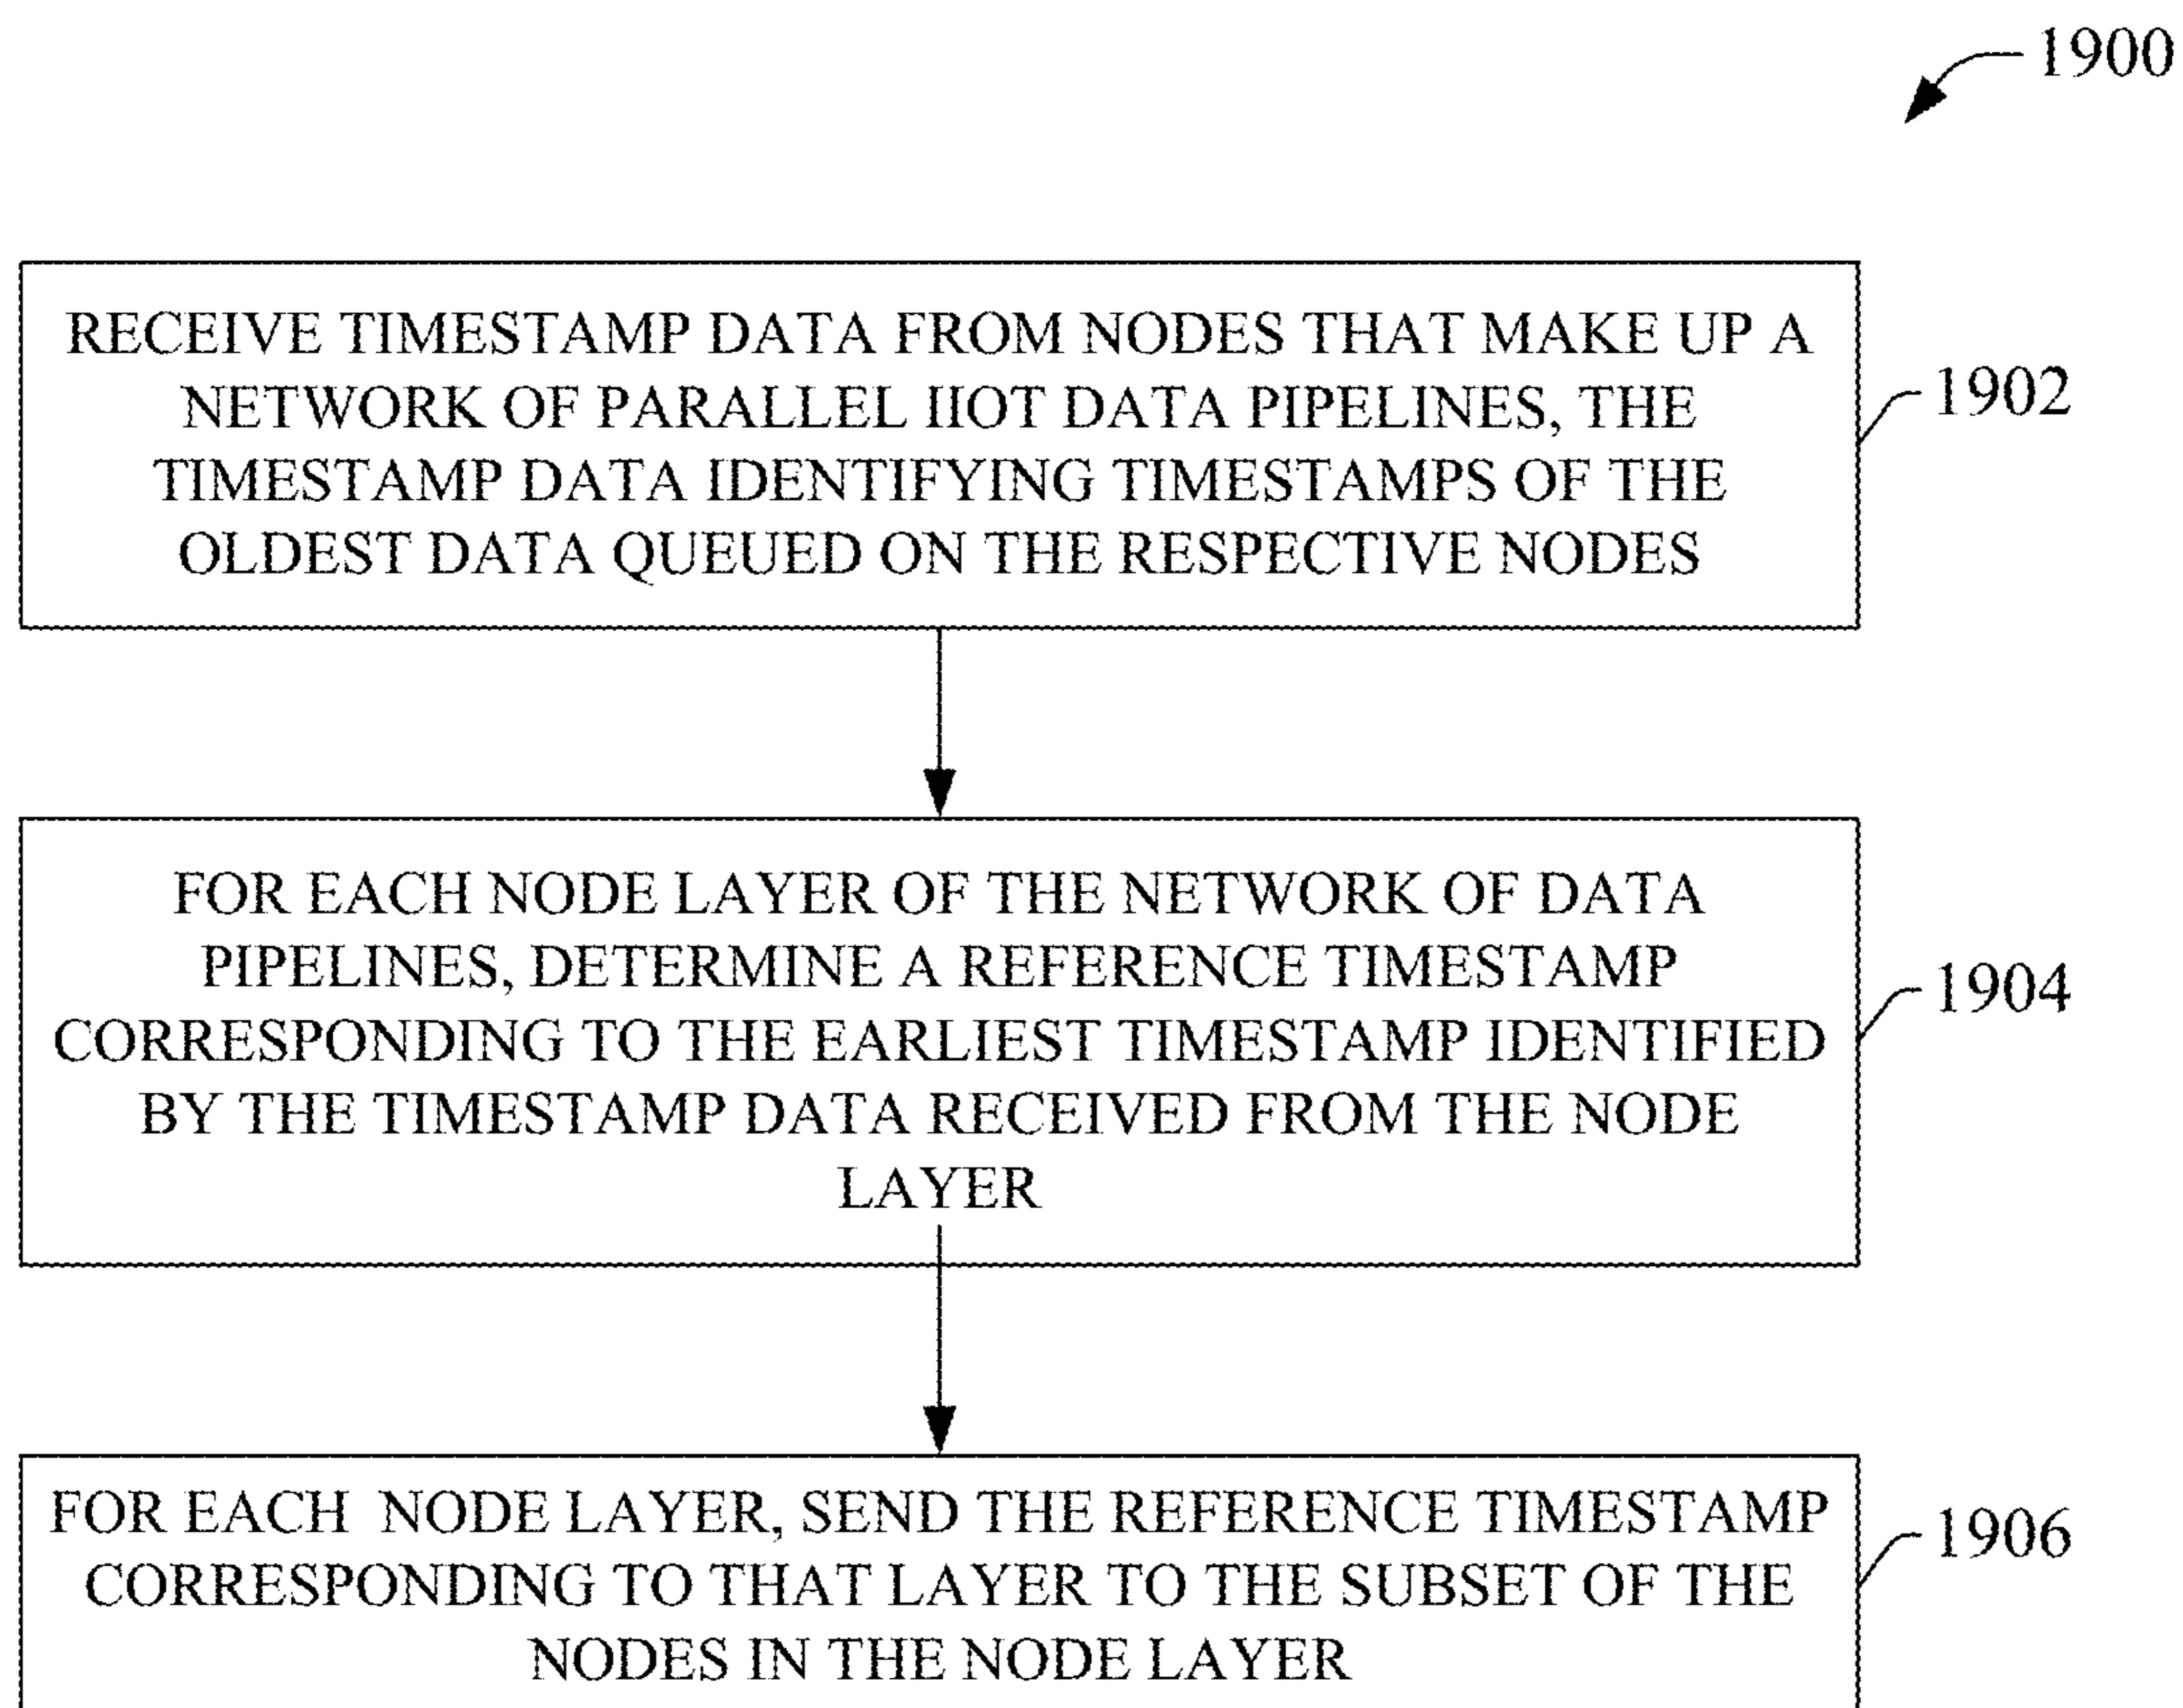 1900
RECEIVE TIMESTAMP DATA FROM NODES THAT MAKE UP A
NETWORK OF PARALLEL IIOT DATA PIPELINES, THE
TIMESTAMP DATA IDENTIFYING TIMESTAMPS OF THE
OLDEST DATA QUEUED ON THE RESPECTIVE NODES
1902
FOR EACH NODE LAYER OF THE NETWORK OF DATA
PIPELINES, DETERMINE A REFERENCE TIMESTAMP
CORRESPONDING TO THE EARLIEST TIMESTAMP IDENTIFIED
BY THE TIMESTAMP DATA RECEIVED FROM THE NODE
LAYER
1904
FOR EACH NODE LAYER, SEND THE REFERENCE TIMESTAMP
CORRESPONDING TO THAT LAYER TO THE SUBSET OF THE
NODES IN THE NODE LAYER
1906